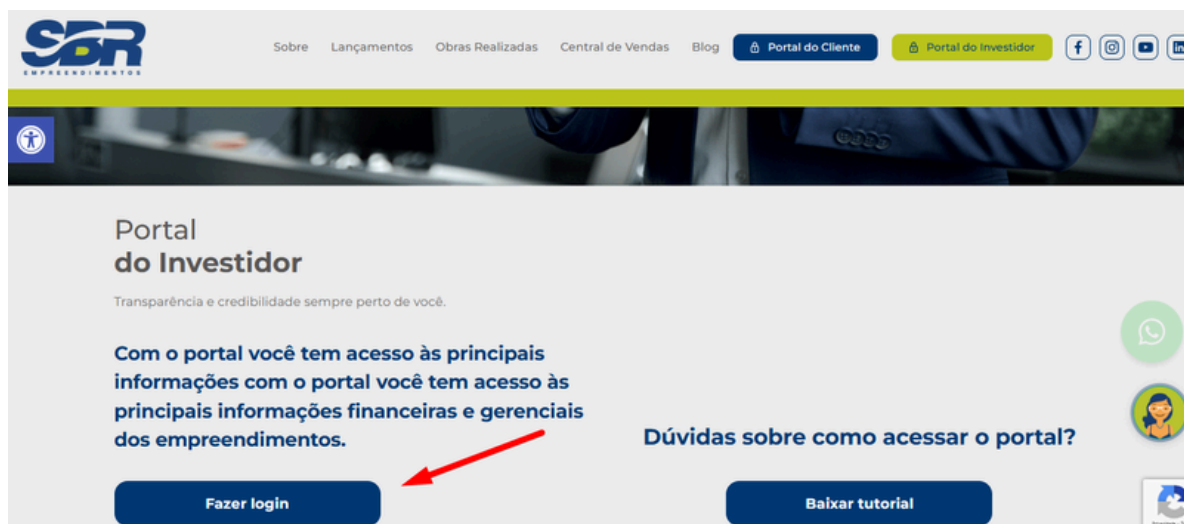 SBR
EMPREENDIMENTOS
Sobre Lançamentos Obras Realizadas Central de Vendas Blog Portal do Cliente Portal do Investidor
Portal
do Investidor
Transparência e credibilidade sempre perto de você.
Com o portal você tem acesso às principais
informações com o portal você tem acesso às
principais informações financeiras e gerenciais
dos empreendimentos.
Fazer login
Dúvidas sobre como acessar o portal?
Baixar tutorial